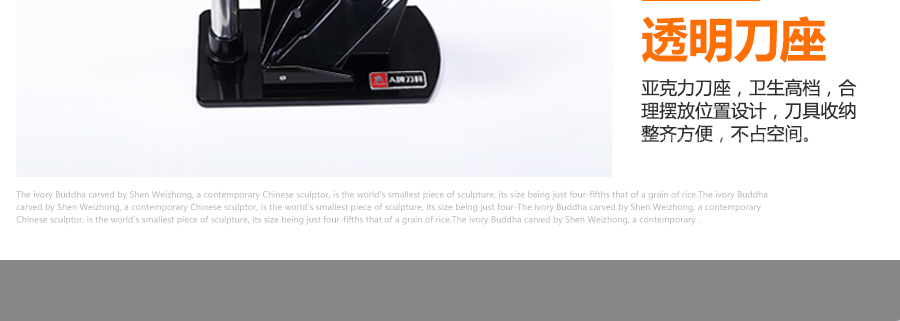 透明刀座
亚克力刀座，卫生高档，合
理摆放位置设计，刀具收纳
整齐方便，不占空间。
A牌刀具
The ivory Buddha carved by Shen Weizhong, a contemporary Chinese sculptor, is the world's smallest piece of sculpture, its size being just four-fifths that of a grain of rice.The ivory Buddha
carved by Shen Weizhong, a contemporary Chinese sculptor, is the world's smallest piece of sculpture, its size being just four-The ivory Buddha carved by Shen Weizhong, a contemporary
Chinese sculptor, is the world's smallest piece of sculpture, its size being just four-fifths that of a grain of rice.The ivory Buddha carved by Shen Weizhong, a contemporary .